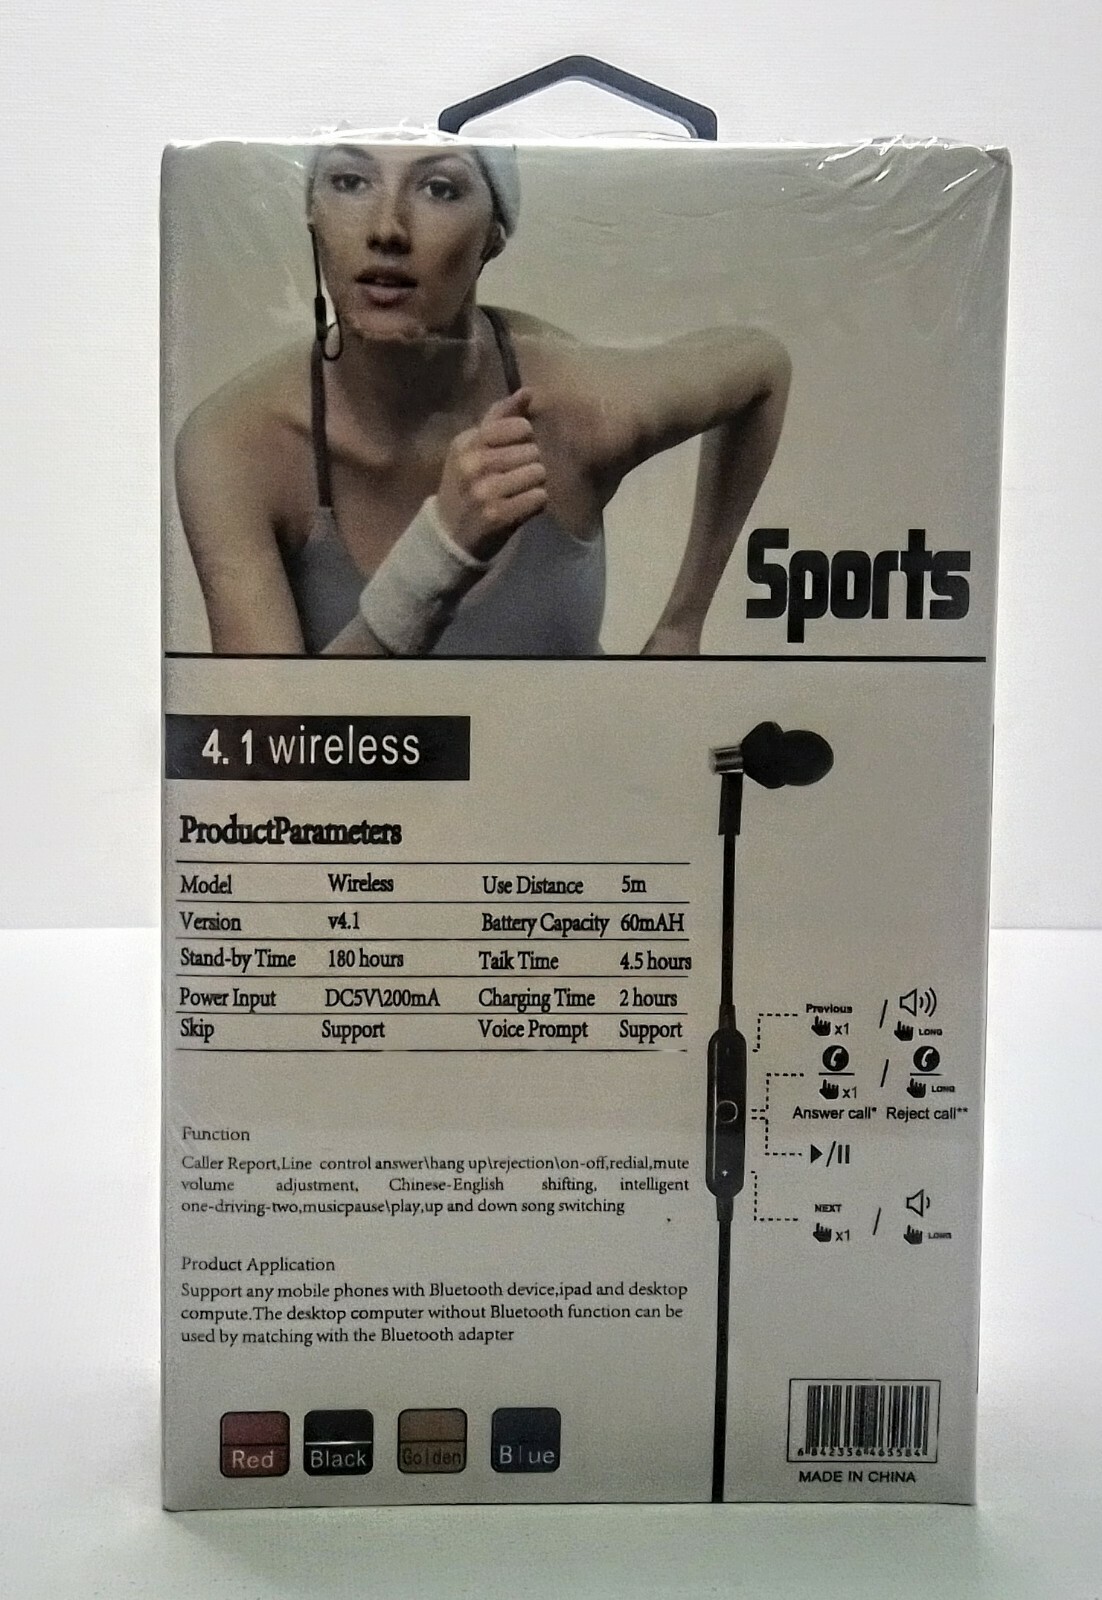 Sports
4.1 wireless
ProductParameters
Model Wireless Use Distance 5m
Version v4.1 Battery Capacity 60mAH
Stand-by Time 180 hours Taik Time 4.5 hours
Power Input DC5V\200mA Charging Time 2 hours
Skip Support Voice Prompt Support
Previous
x1 / LONG
x1 / LONG
Answer call* Reject call**
NEXT
x1 / LONG
Function
Caller Report,Line control answer\hang up\rejection\on-off,redial,mute
volume adjustment, Chinese-English shifting, intelligent
one-driving-two,musicpause\play,up and down song switching
Product Application
Support any mobile phones with Bluetooth device,ipad and desktop
compute.The desktop computer without Bluetooth function can be
used by matching with the Bluetooth adapter
Red Black Golden Blue
MADE IN CHINA